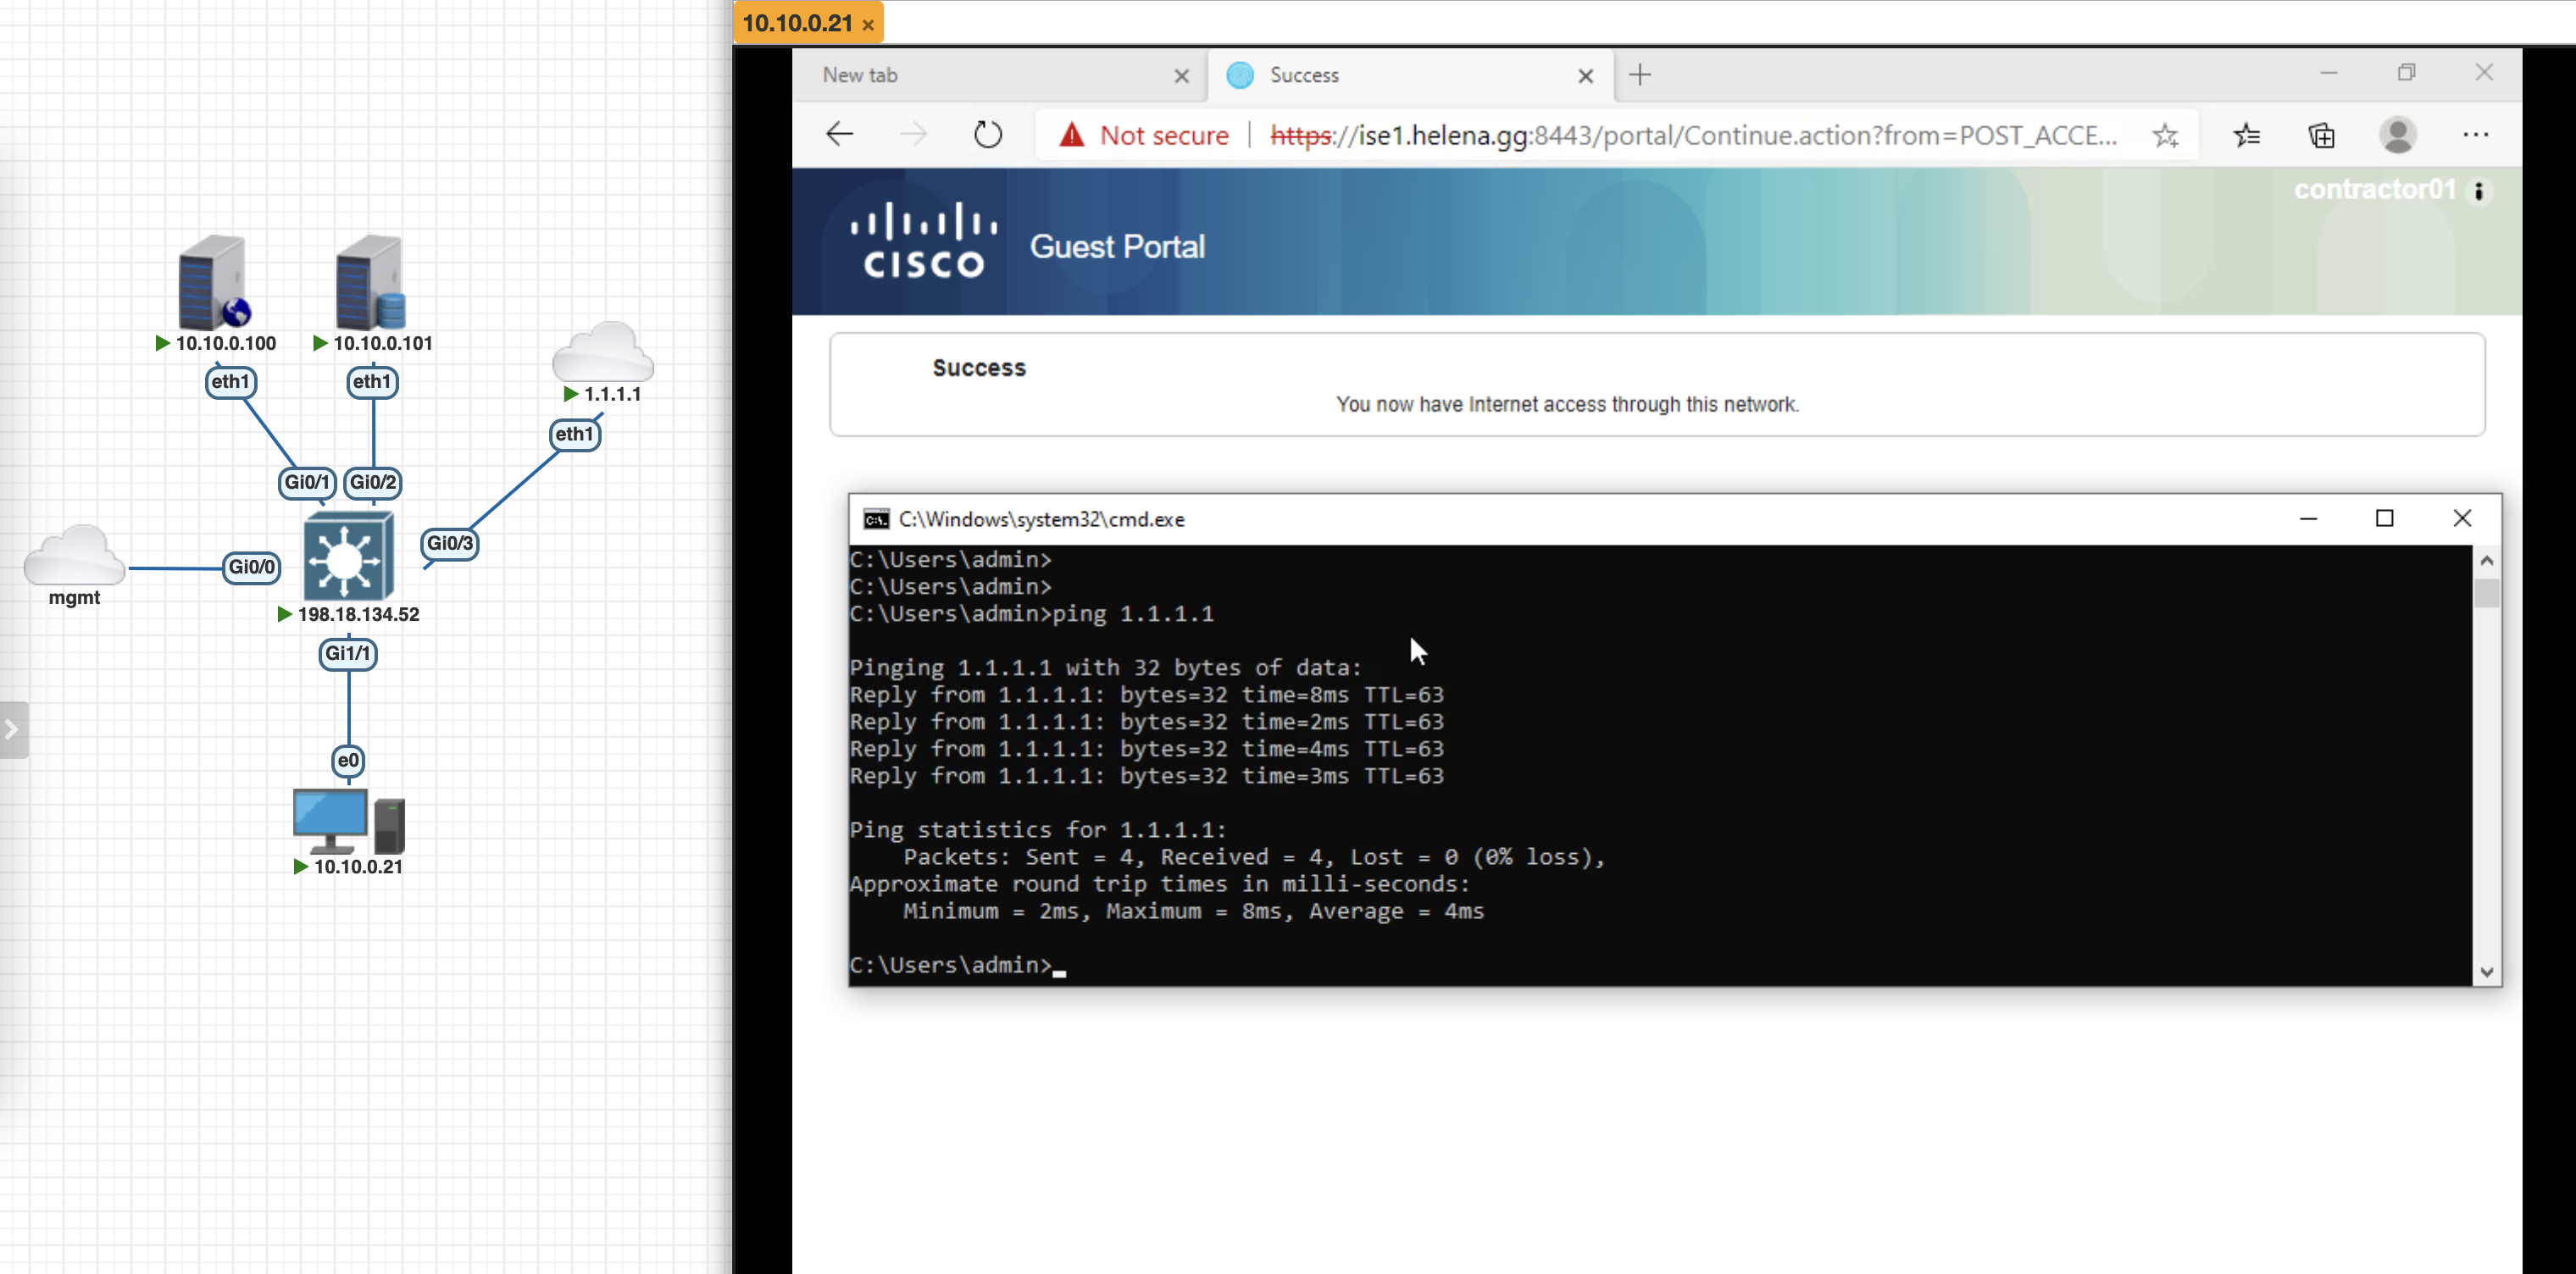 10.10.0.100
10.10.0.101
eth1
eth1
1.1.1.1
eth1
Gi0/1
Gi0/2
Gi0/3
Gi0/0
mgmt
198.18.134.52
Gi1/1
e0
10.10.0.21
10.10.0.21 ×
New tab
Success
Not secure | https://ise1.helena.gg:8443/portal/Continue.action?from=POST_ACCE...
contractor01
CISCO
Guest Portal
Success
You now have Internet access through this network.
C:\Windows\system32\cmd.exe
C:\Users\admin>
C:\Users\admin>
C:\Users\admin>ping 1.1.1.1
Pinging 1.1.1.1 with 32 bytes of data:
Reply from 1.1.1.1: bytes=32 time=8ms TTL=63
Reply from 1.1.1.1: bytes=32 time=2ms TTL=63
Reply from 1.1.1.1: bytes=32 time=4ms TTL=63
Reply from 1.1.1.1: bytes=32 time=3ms TTL=63
Ping statistics for 1.1.1.1:
Packets: Sent = 4, Received = 4, Lost = 0 (0% loss),
Approximate round trip times in milli-seconds:
Minimum = 2ms, Maximum = 8ms, Average = 4ms
C:\Users\admin>